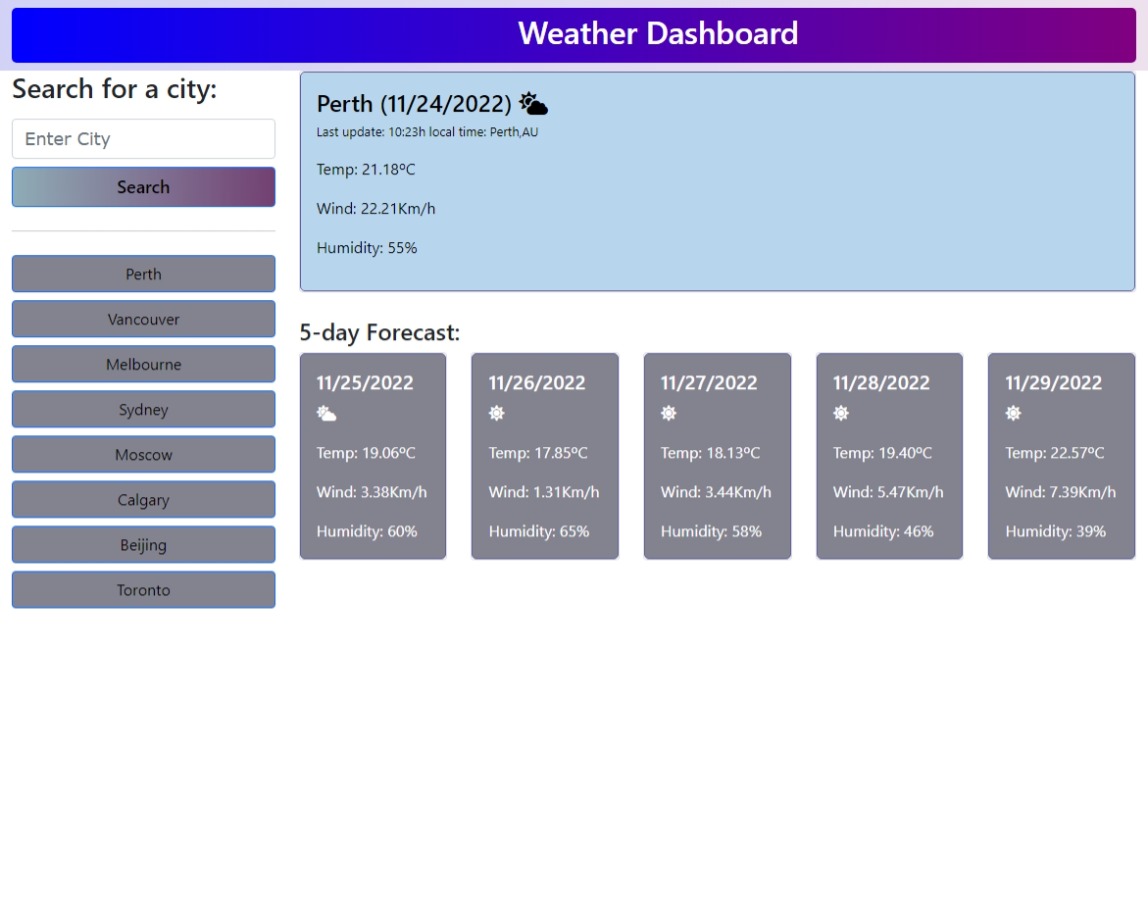 Weather Dashboard
Search for a city:
Enter City
Search
Perth
Vancouver
Melbourne
Sydney
Moscow
Calgary
Beijing
Toronto
Perth (11/24/2022)
Last update: 10:23h local time: Perth,AU
Temp: 21.18ºC
Wind: 22.21Km/h
Humidity: 55%
5-day Forecast:
11/25/2022
Temp: 19.06ºC
Wind: 3.38Km/h
Humidity: 60%
11/26/2022
Temp: 17.85ºC
Wind: 1.31Km/h
Humidity: 65%
11/27/2022
Temp: 18.13ºC
Wind: 3.44Km/h
Humidity: 58%
11/28/2022
Temp: 19.40ºC
Wind: 5.47Km/h
Humidity: 46%
11/29/2022
Temp: 22.57ºC
Wind: 7.39Km/h
Humidity: 39%